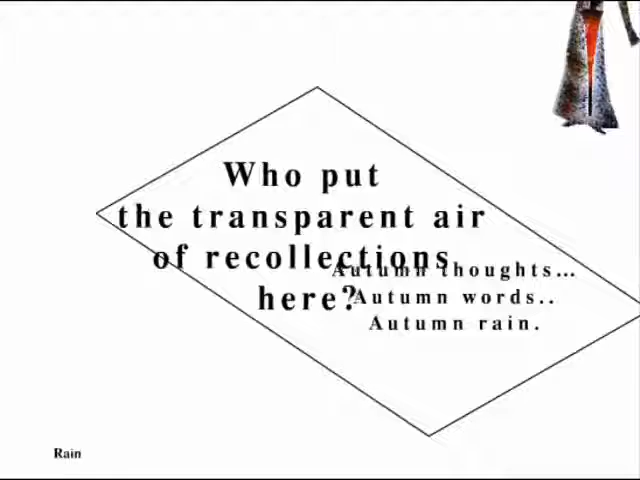 Who put
the transparent air
of recollections
here?
Autumn thoughts...
Autumn words..
Autumn rain.
Rain